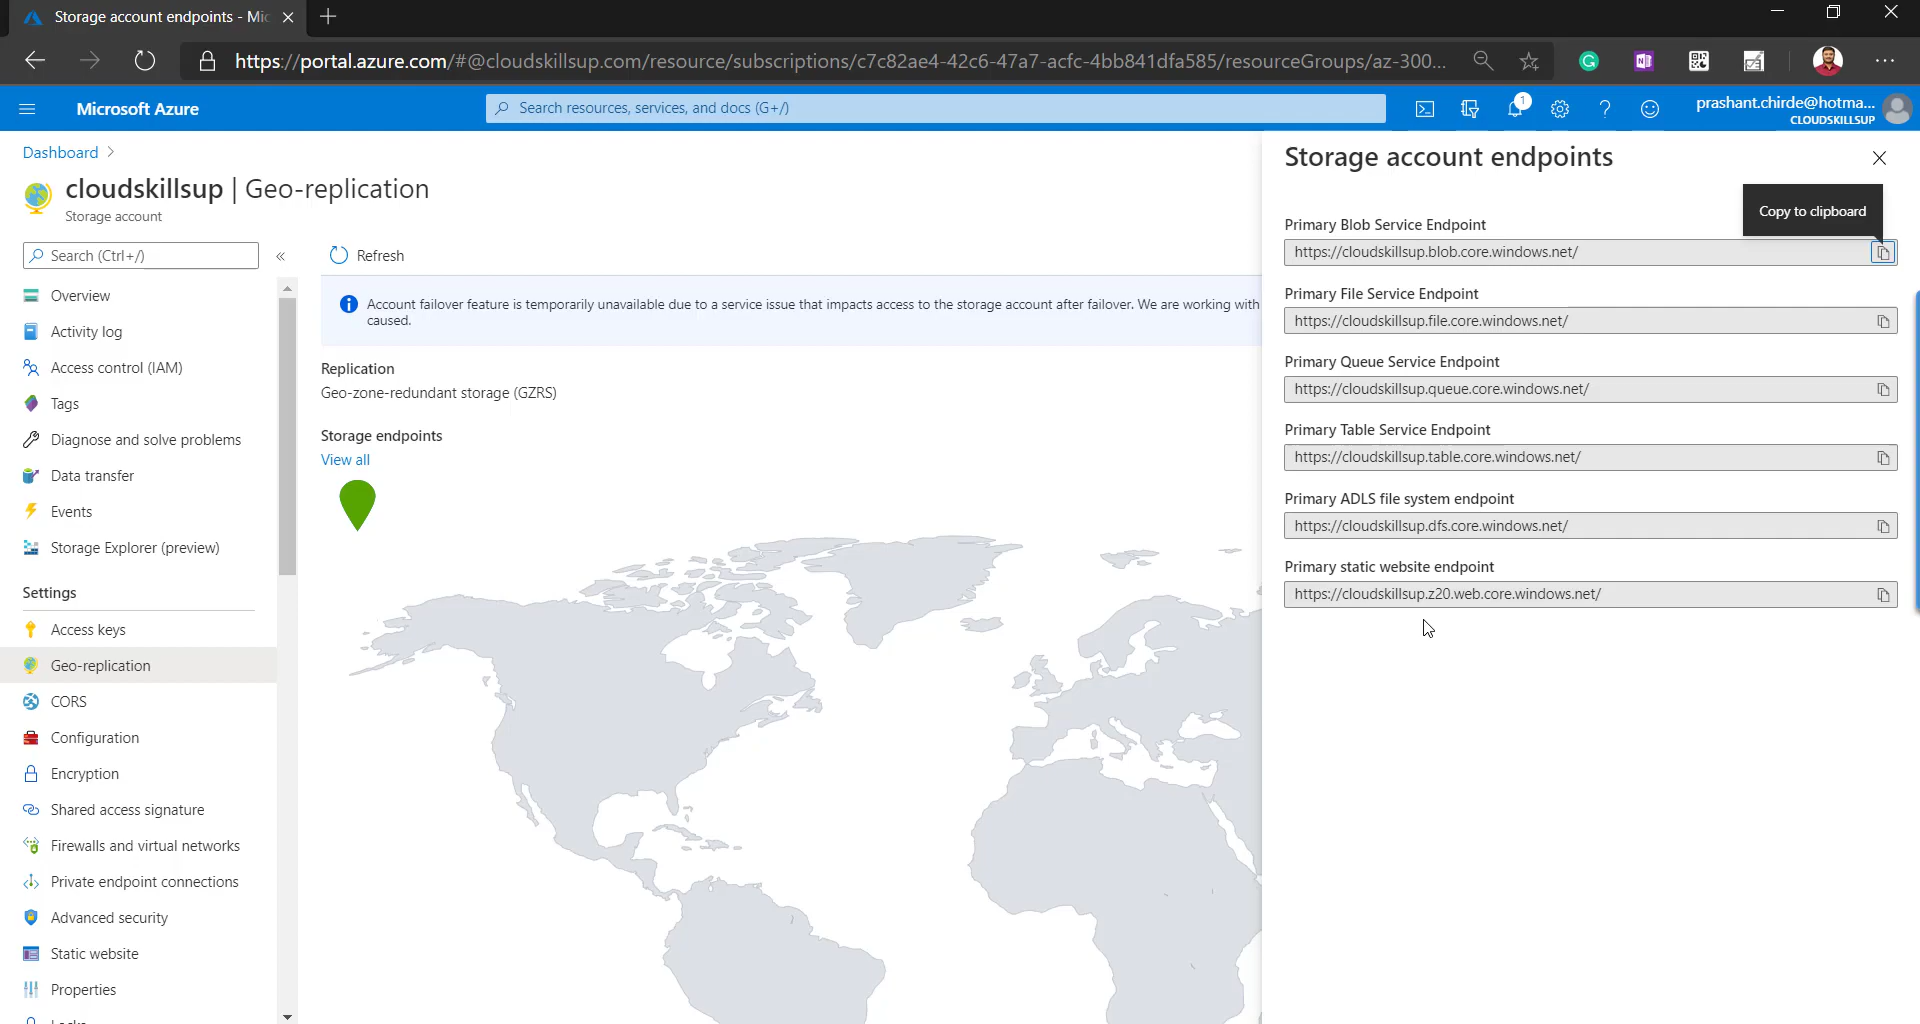 Storage account endpoints - Mic
https://portal.azure.com/#@cloudskillsup.com/resource/subscriptions/c7c82ae4-42c6-47a7-acfc-4bb841dfa585/resourceGroups/az-300...
Microsoft Azure
Search resources, services, and docs (G+/)
1
prashant.chirde@hotma...
CLOUDSKILLSUP
Dashboard >
cloudskillsup | Geo-replication
Storage account
Search (Ctrl+/)
«
Overview
Activity log
Access control (IAM)
Tags
Diagnose and solve problems
Data transfer
Events
Storage Explorer (preview)
Settings
Access keys
Geo-replication
CORS
Configuration
Encryption
Shared access signature
Firewalls and virtual networks
Private endpoint connections
Advanced security
Static website
Properties
Locks
Refresh
Account failover feature is temporarily unavailable due to a service issue that impacts access to the storage account after failover. We are working with
caused.
Replication
Geo-zone-redundant storage (GZRS)
Storage endpoints
View all
Storage account endpoints
Copy to clipboard
Primary Blob Service Endpoint
https://cloudskillsup.blob.core.windows.net/
Primary File Service Endpoint
https://cloudskillsup.file.core.windows.net/
Primary Queue Service Endpoint
https://cloudskillsup.queue.core.windows.net/
Primary Table Service Endpoint
https://cloudskillsup.table.core.windows.net/
Primary ADLS file system endpoint
https://cloudskillsup.dfs.core.windows.net/
Primary static website endpoint
https://cloudskillsup.z20.web.core.windows.net/